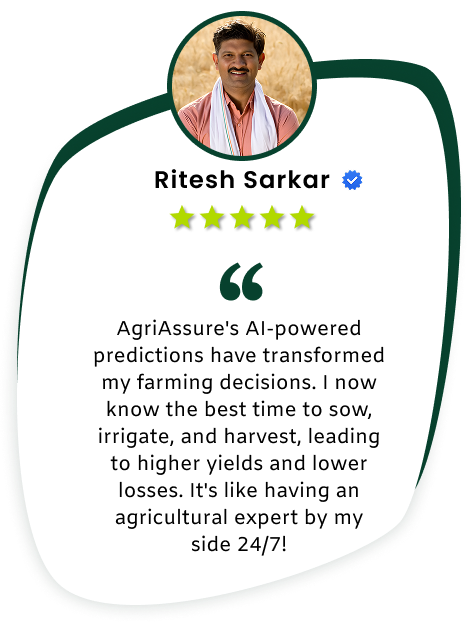 Ritesh Sarkar
“
AgriAssure's AI-powered
predictions have transformed
my farming decisions. I now
know the best time to sow,
irrigate, and harvest, leading
to higher yields and lower
losses. It's like having an
agricultural expert by my
side 24/7!